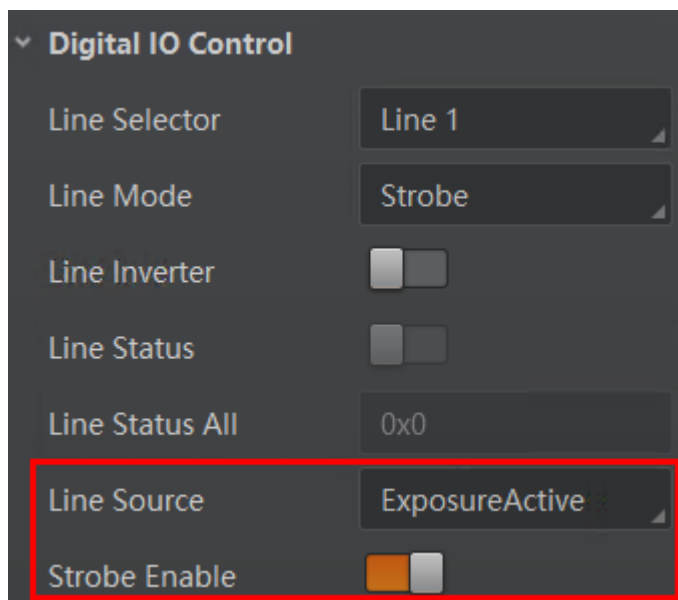 Digital IO Control
Line Selector Line 1
Line Mode Strobe
Line Inverter
Line Status
Line Status All 0x0
Line Source ExposureActive
Strobe Enable